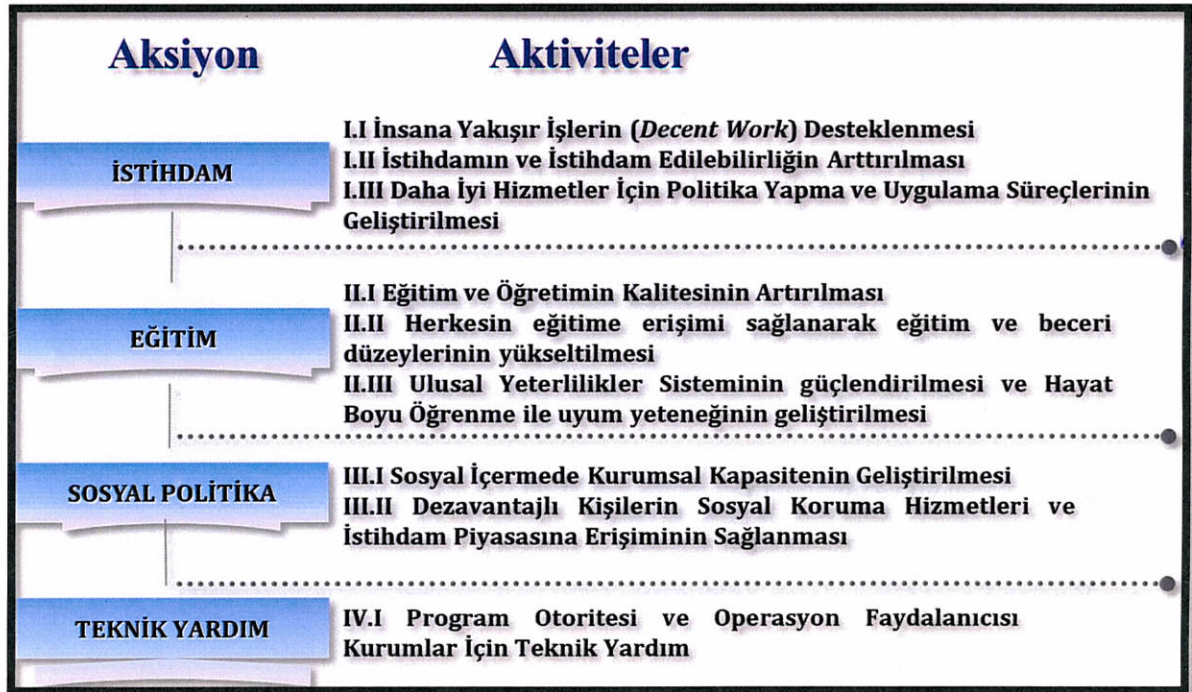 Aksiyon Aktiviteler
İSTİHDAM
I.I İnsana Yakışır İşlerin (Decent Work) Desteklenmesi
I.II İstihdamın ve İstihdam Edilebilirliğin Arttırılması
I.III Daha İyi Hizmetler İçin Politika Yapma ve Uygulama Süreçlerinin
Geliştirilmesi
EĞİTİM
II.I Eğitim ve Öğretimin Kalitesinin Artırılması
II.II Herkesin eğitime erişimi sağlanarak eğitim ve beceri
düzeylerinin yükseltilmesi
II.III Ulusal Yeterlilikler Sisteminin güçlendirilmesi ve Hayat
Boyu Öğrenme ile uyum yeteneğinin geliştirilmesi
SOSYAL POLİTİKA
III.I Sosyal İçermede Kurumsal Kapasitenin Geliştirilmesi
III.II Dezavantajlı Kişilerin Sosyal Koruma Hizmetleri ve
İstihdam Piyasasına Erişiminin Sağlanması
TEKNİK YARDIM
IV.I Program Otoritesi ve Operasyon Faydalanıcısı
Kurumlar İçin Teknik Yardım